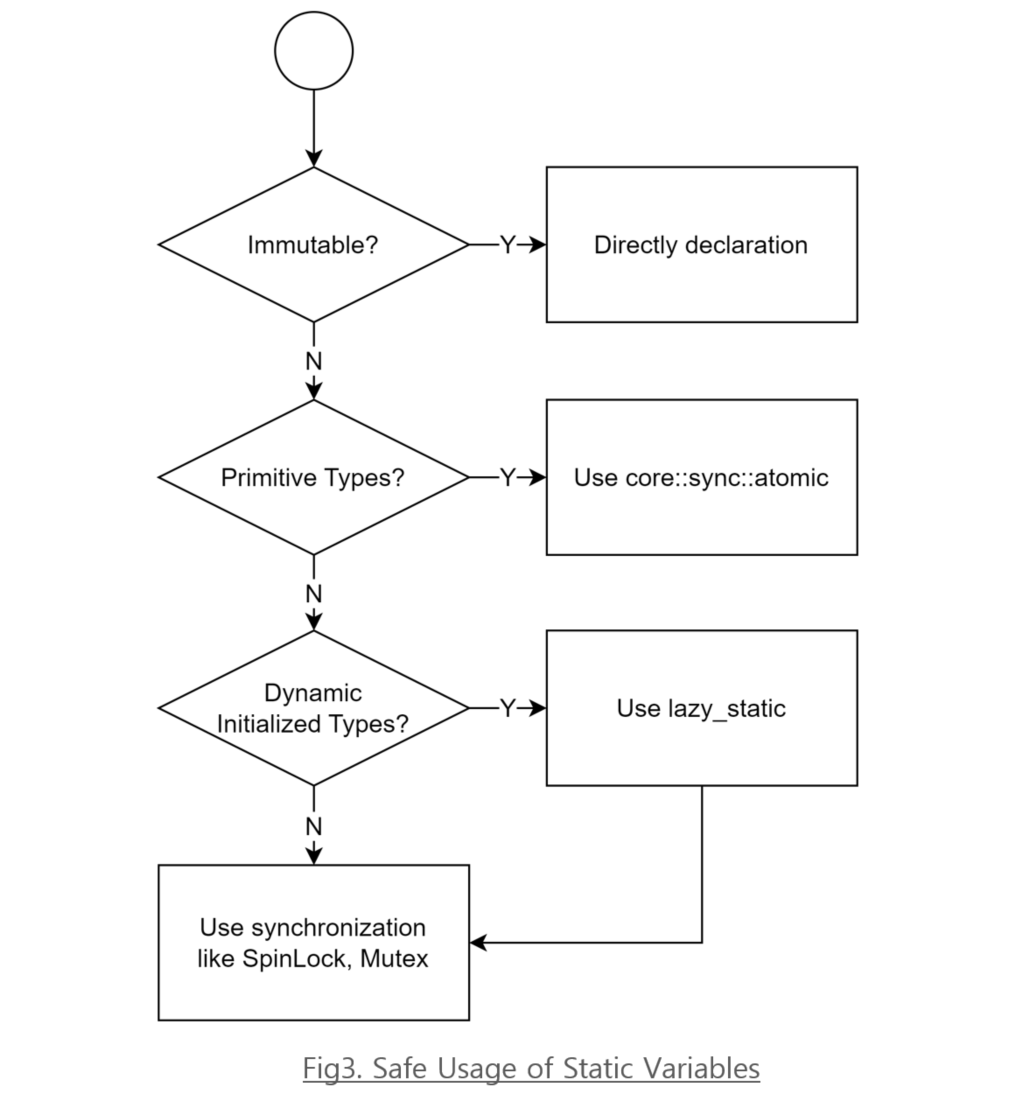 Immutable?
Y
Directly declaration
N
Primitive Types?
Y
Use core::sync::atomic
N
Dynamic
Initialized Types?
Y
Use lazy_static
N
Use synchronization
like SpinLock, Mutex
Fig3. Safe Usage of Static Variables